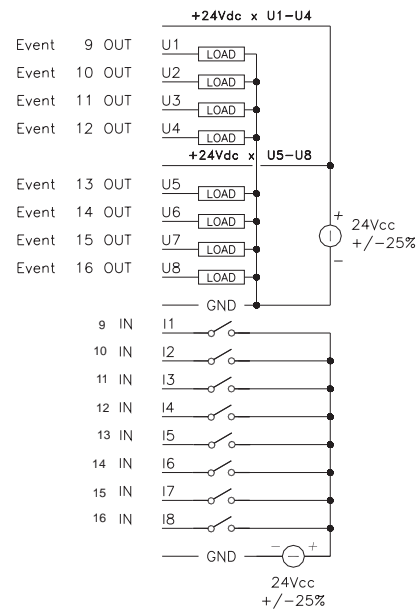 +24Vdc x U1-U4
Event 9 OUT U1 LOAD
Event 10 OUT U2 LOAD
Event 11 OUT U3 LOAD
Event 12 OUT U4 LOAD
+24Vdc x U5-U8
Event 13 OUT U5 LOAD
Event 14 OUT U6 LOAD
Event 15 OUT U7 LOAD
Event 16 OUT U8 LOAD
+
24Vcc
+/-25%
-
GND
9 IN I1
10 IN I2
11 IN I3
12 IN I4
13 IN I5
14 IN I6
15 IN I7
16 IN I8
GND - +
24Vcc
+/-25%